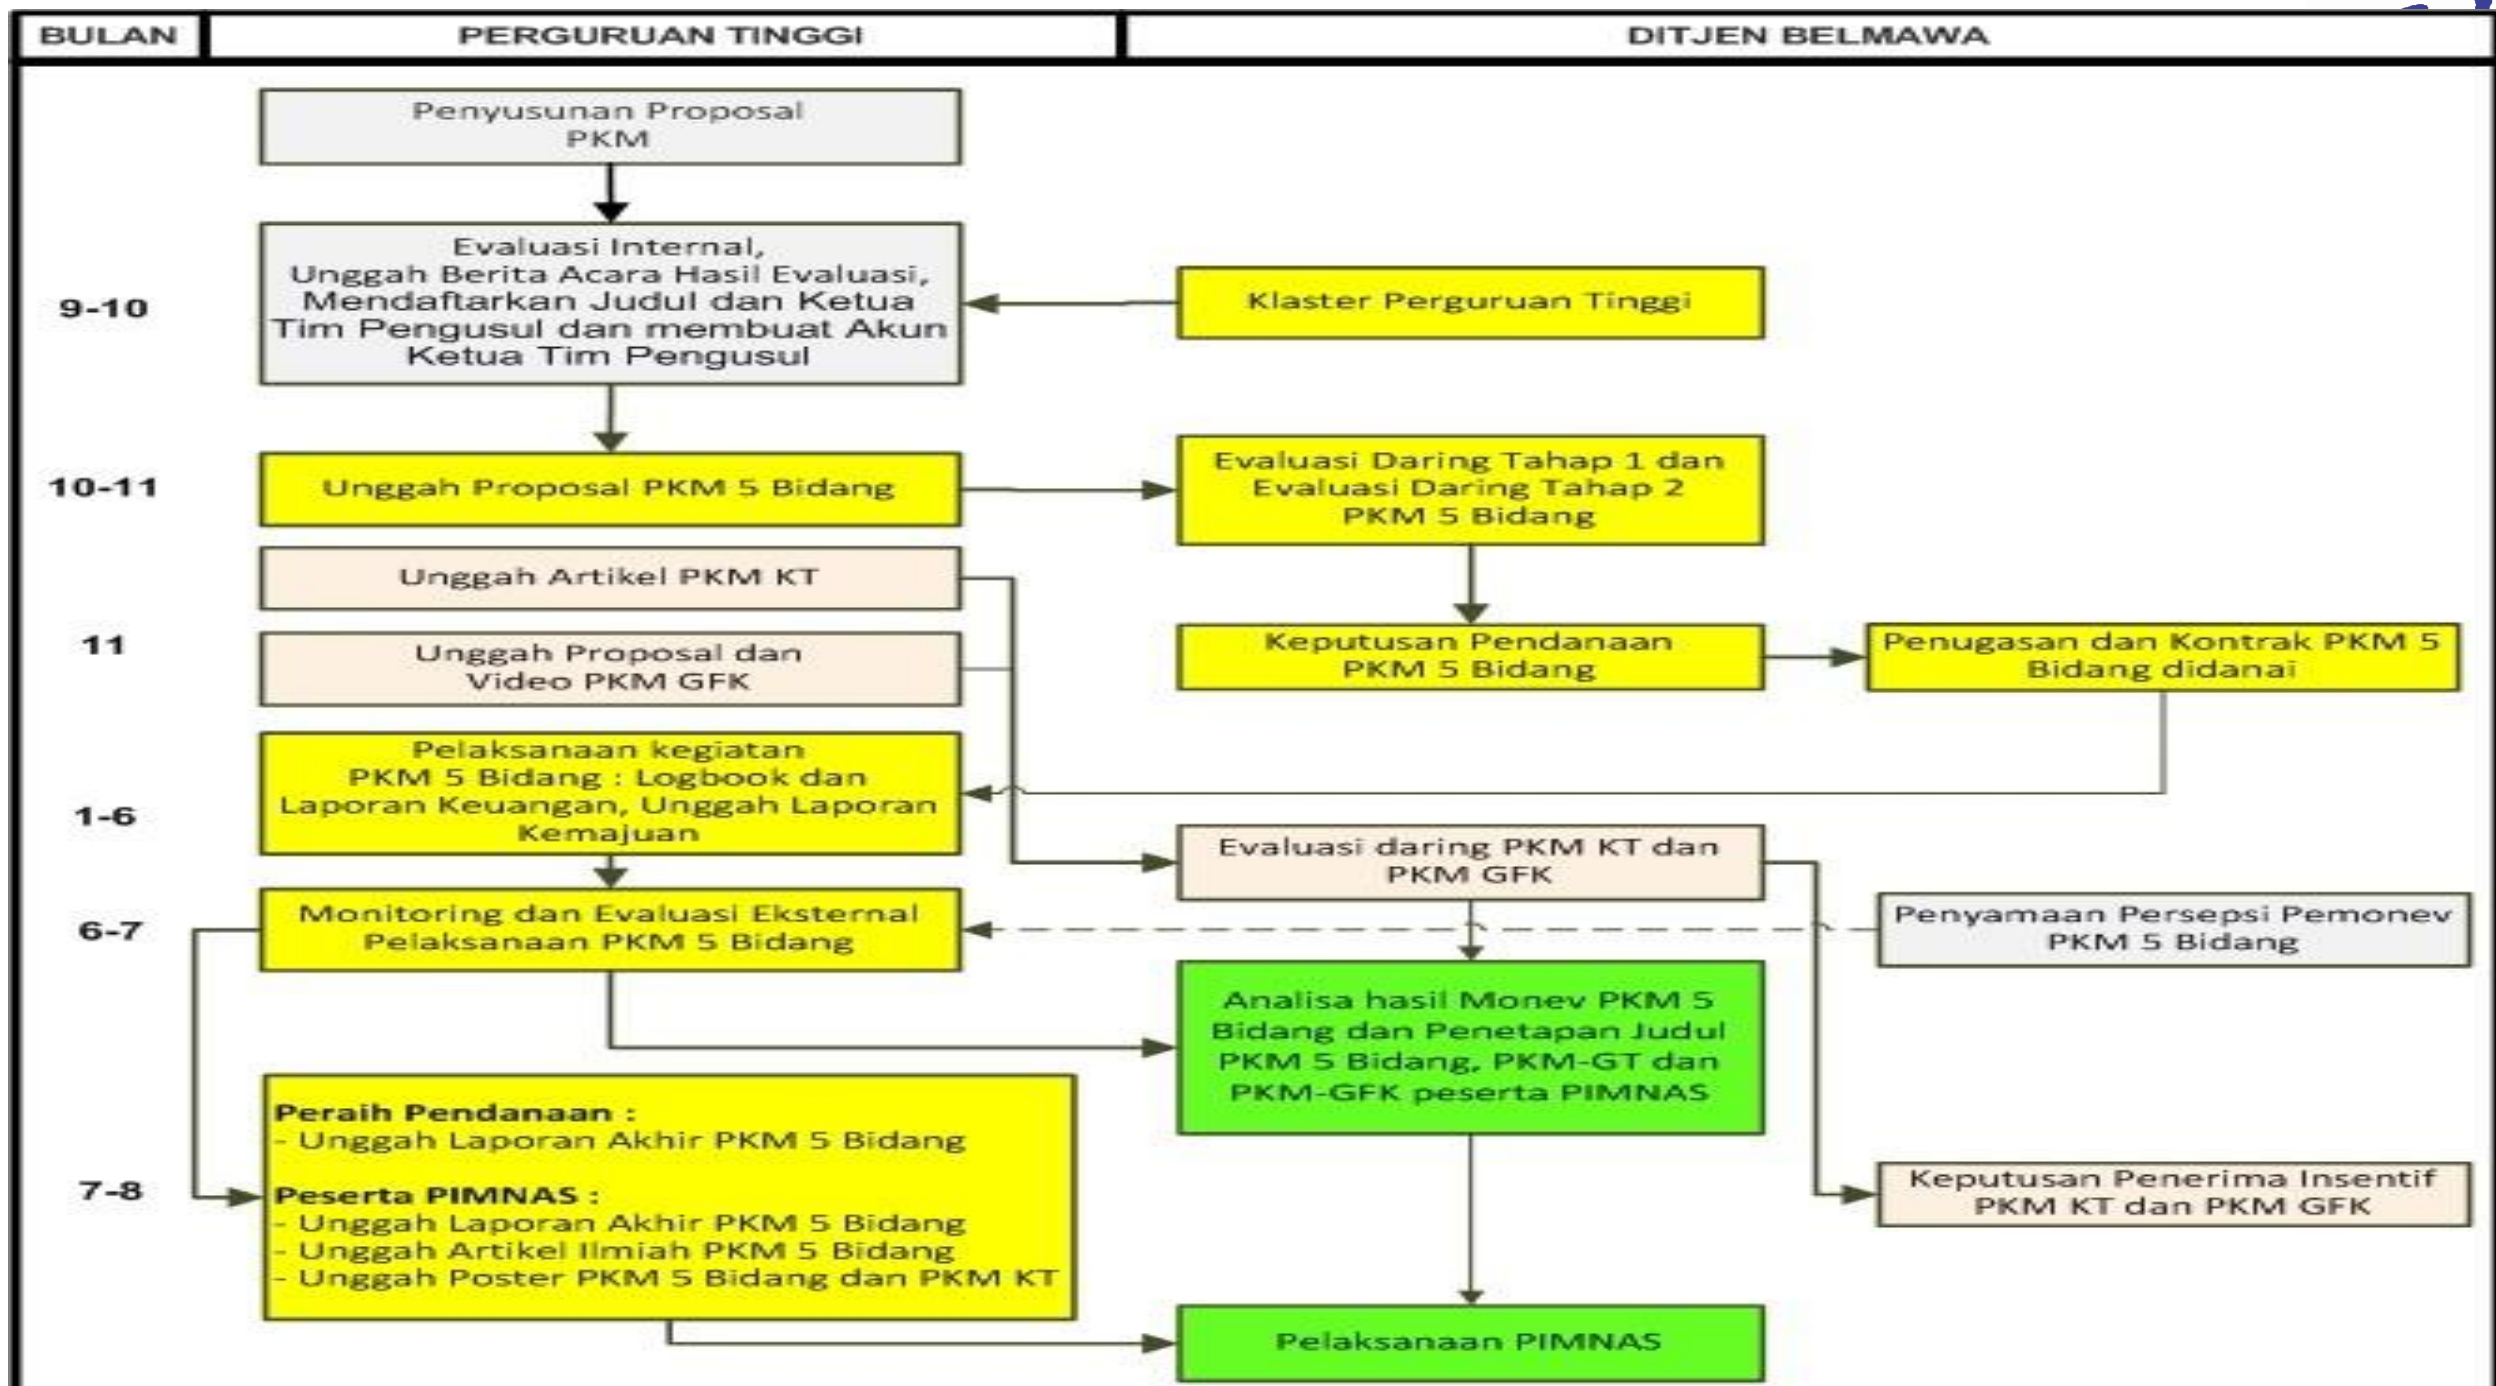 BULAN
PERGURUAN TINGGI
DITJEN BELMAWA
Penyusunan Proposal
PKM
9-10
Evaluasi Internal,
Unggah Berita Acara Hasil Evaluasi,
Mendaftarkan Judul dan Ketua
Tim Pengusul dan membuat Akun
Ketua Tim Pengusul
Klaster Perguruan Tinggi
10-11
Unggah Proposal PKM 5 Bidang
Evaluasi Daring Tahap 1 dan
Evaluasi Daring Tahap 2
PKM 5 Bidang
Unggah Artikel PKM KT
11
Unggah Proposal dan
Video PKM GFK
Keputusan Pendanaan
PKM 5 Bidang
Penugasan dan Kontrak PKM 5
Bidang didanai
1-6
Pelaksanaan kegiatan
PKM 5 Bidang : Logbook dan
Laporan Keuangan, Unggah Laporan
Kemajuan
Evaluasi daring PKM KT dan
PKM GFK
6-7
Monitoring dan Evaluasi Eksternal
Pelaksanaan PKM 5 Bidang
Penyamaan Persepsi Pemonev
PKM 5 Bidang
Analisa hasil Monev PKM 5
Bidang dan Penetapan Judul
PKM 5 Bidang, PKM-GT dan
PKM-GFK peserta PIMNAS
7-8
Peraih Pendanaan :
- Unggah Laporan Akhir PKM 5 Bidang
Peserta PIMNAS :
- Unggah Laporan Akhir PKM 5 Bidang
- Unggah Artikel Ilmiah PKM 5 Bidang
- Unggah Poster PKM 5 Bidang dan PKM KT
Keputusan Penerima Insentif
PKM KT dan PKM GFK
Pelaksanaan PIMNAS